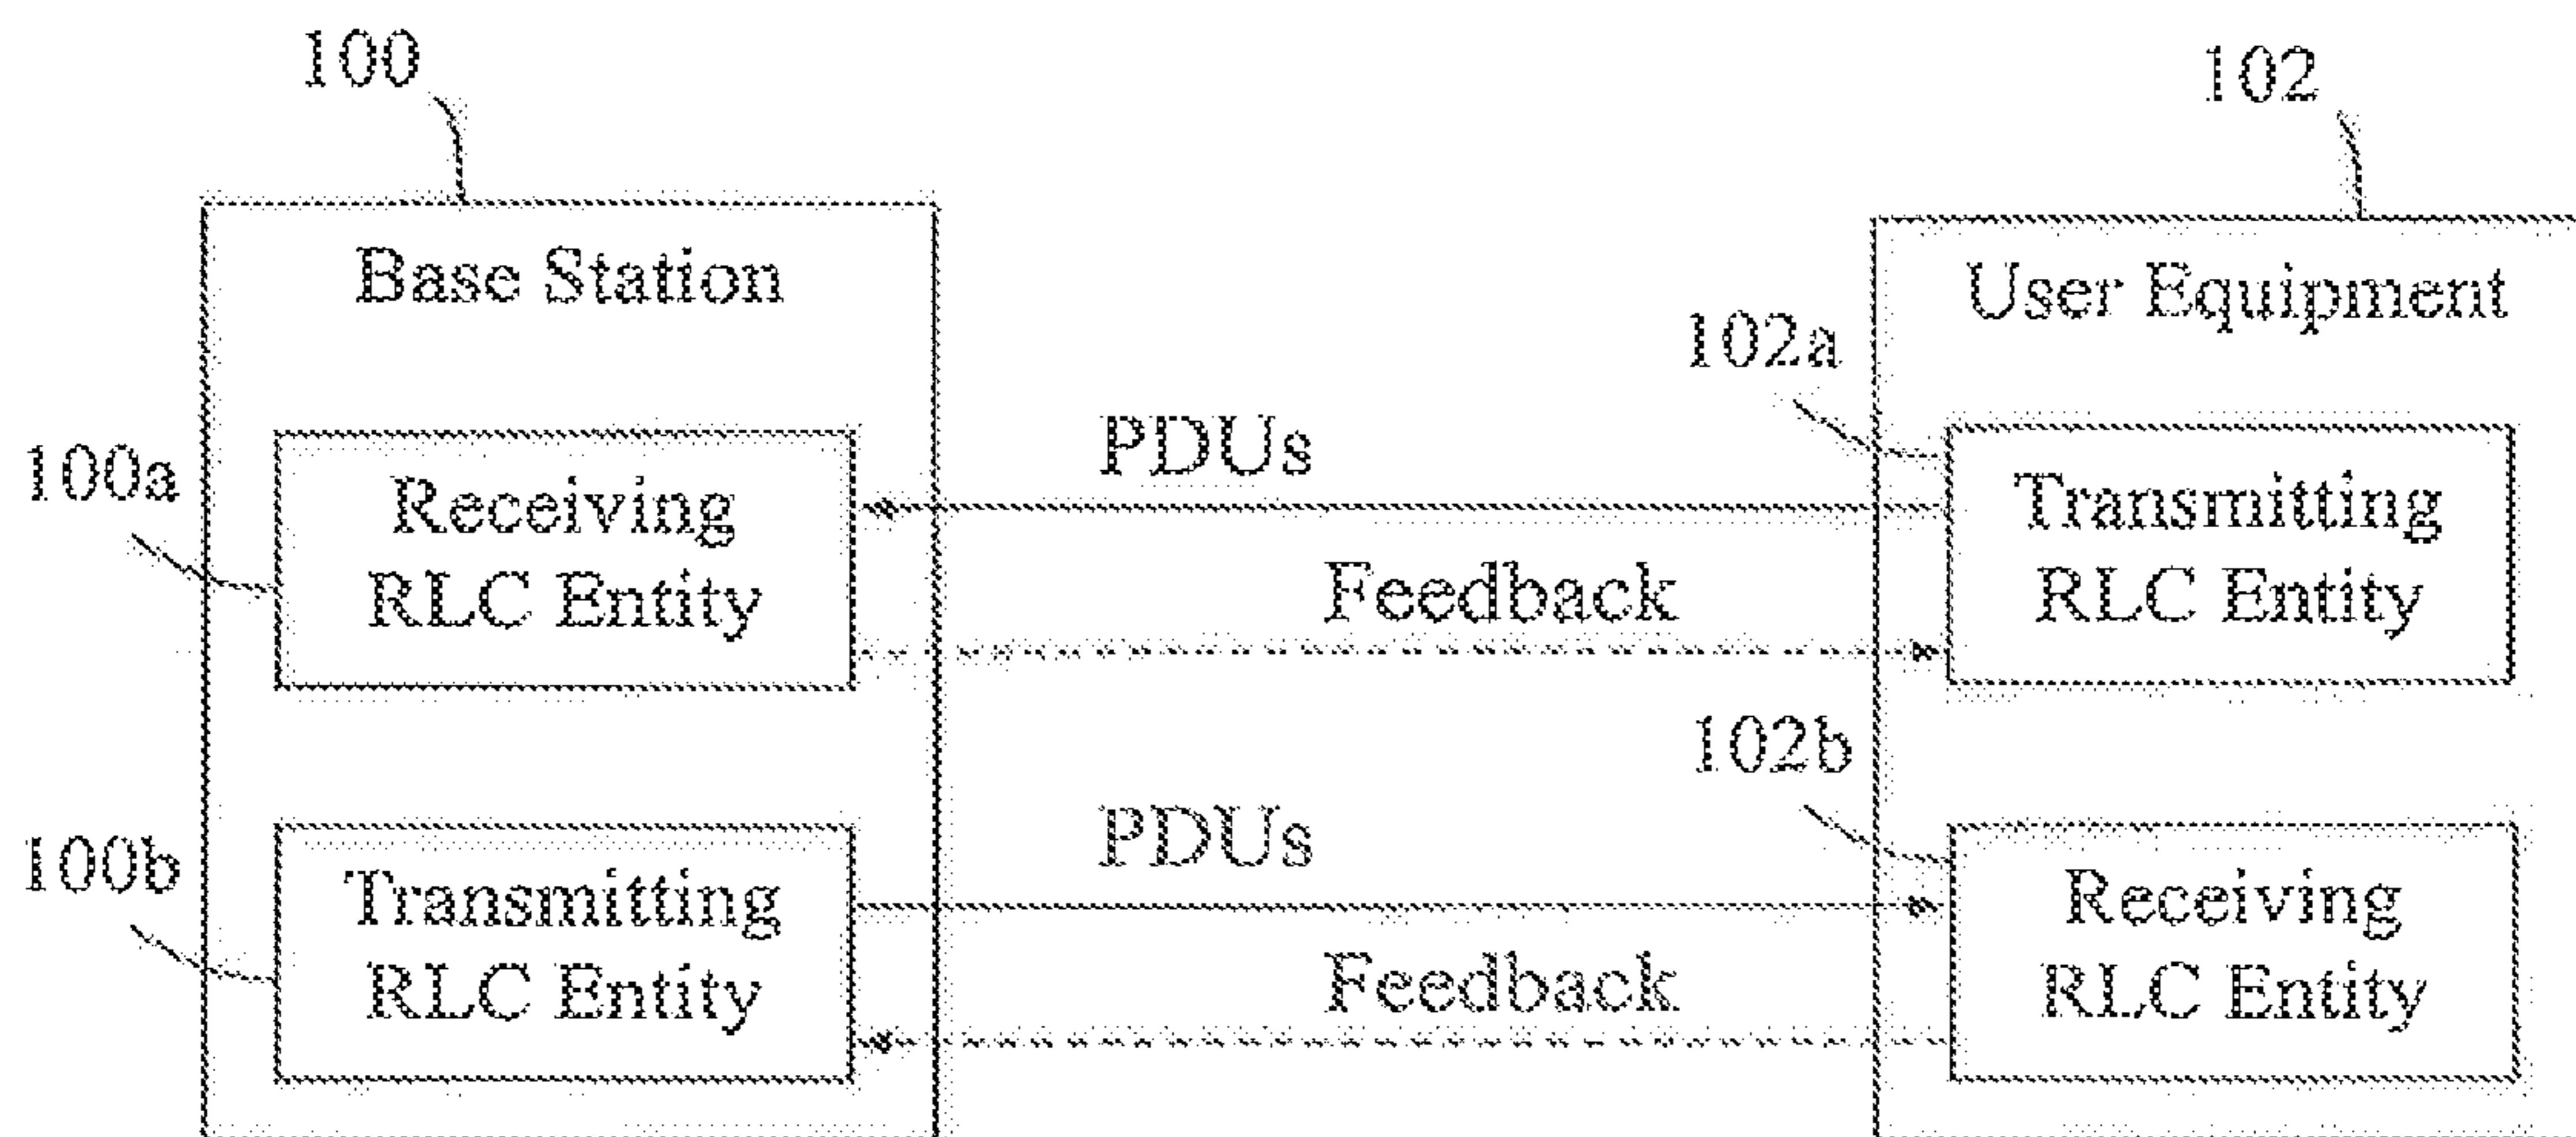 100
102
Base Station
User Equipment
102a
PDUs
100a
Receiving
RLC Entity
Transmitting
RLC Entity
Feedback
102b
PDUs
100b
Transmitting
RLC Entity
Receiving
RLC Entity
Feedback